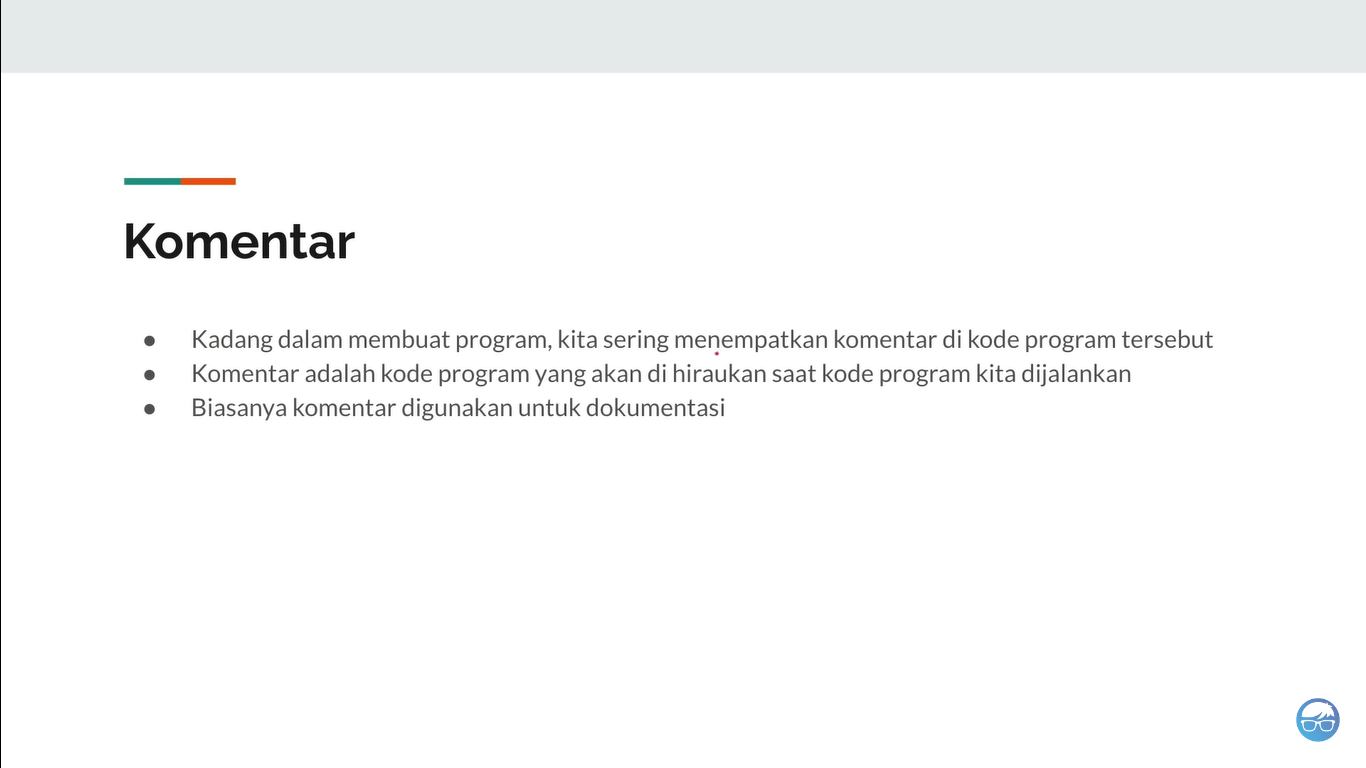 Komentar
● Kadang dalam membuat program, kita sering menempatkan komentar di kode program tersebut
● Komentar adalah kode program yang akan di hiraukan saat kode program kita dijalankan
● Biasanya komentar digunakan untuk dokumentasi